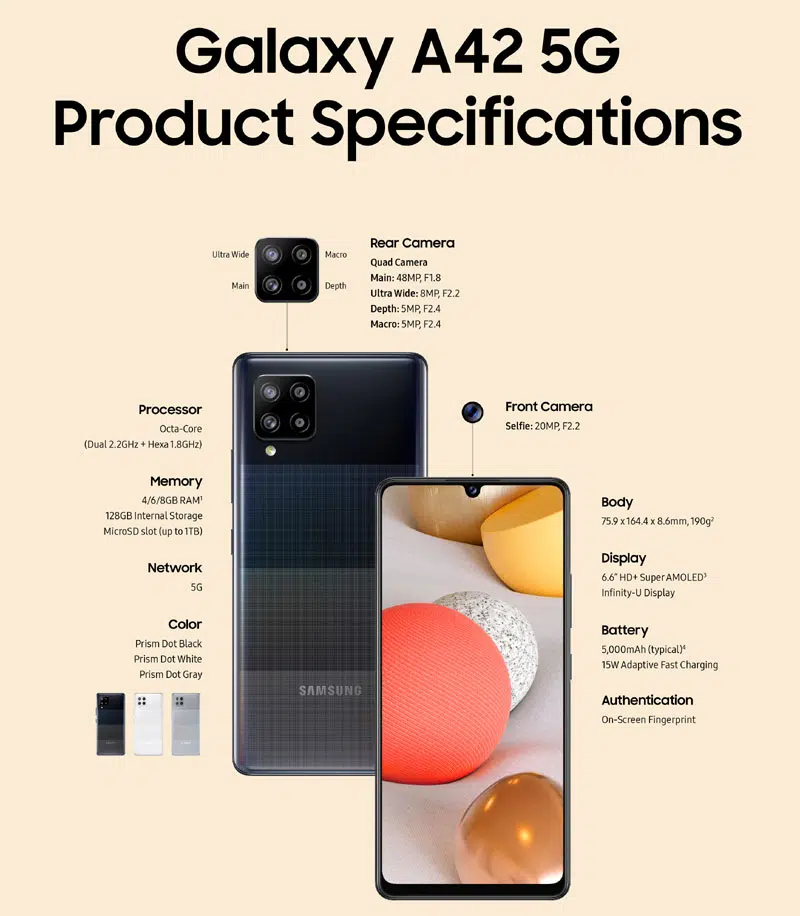 Galaxy A42 5G
Product Specifications
Ultra Wide
Macro
Main
Depth
Rear Camera
Quad Camera
Main: 48MP, F1.8
Ultra Wide: 8MP, F2.2
Depth: 5MP, F2.4
Macro: 5MP, F2.4
Processor
Octa-Core
(Dual 2.2GHz + Hexa 1.8GHz)
Memory
4/6/8GB RAM¹
128GB Internal Storage
MicroSD slot (up to 1TB)
Network
5G
Color
Prism Dot Black
Prism Dot White
Prism Dot Gray
SAMSUNG
Front Camera
Selfie: 20MP, F2.2
Body
75.9 x 164.4 x 8.6mm, 190g²
Display
6.6" HD+ Super AMOLED³
Infinity-U Display
Battery
5,000mAh (typical)⁴
15W Adaptive Fast Charging
Authentication
On-Screen Fingerprint